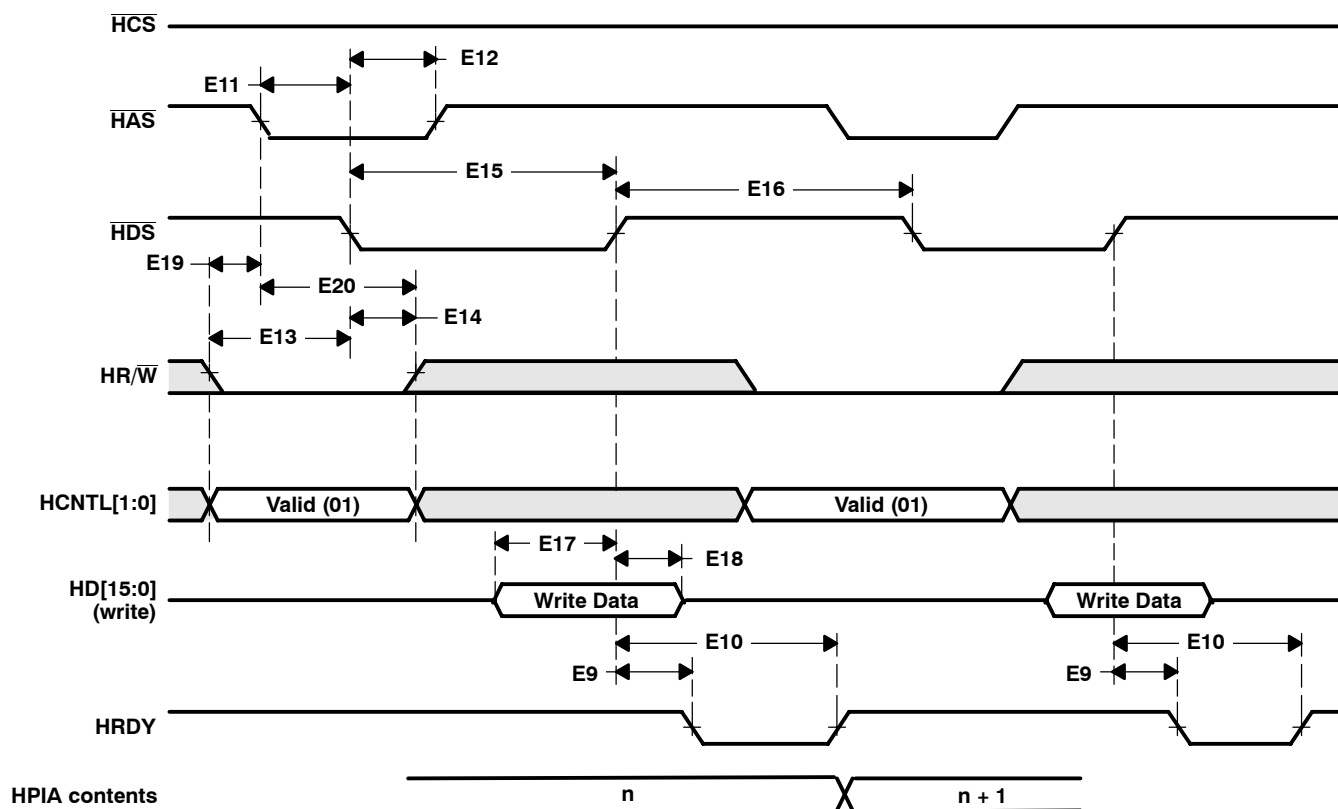 HCS
E12
E11
HAS
E15
E16
HDS
E19
E20
E14
E13
HR/W
HCNTL[1:0]
Valid (01)
Valid (01)
E17
E18
HD[15:0]
(write)
Write Data
Write Data
E10
E10
E9
E9
HRDY
HPIA contents
n
n + 1